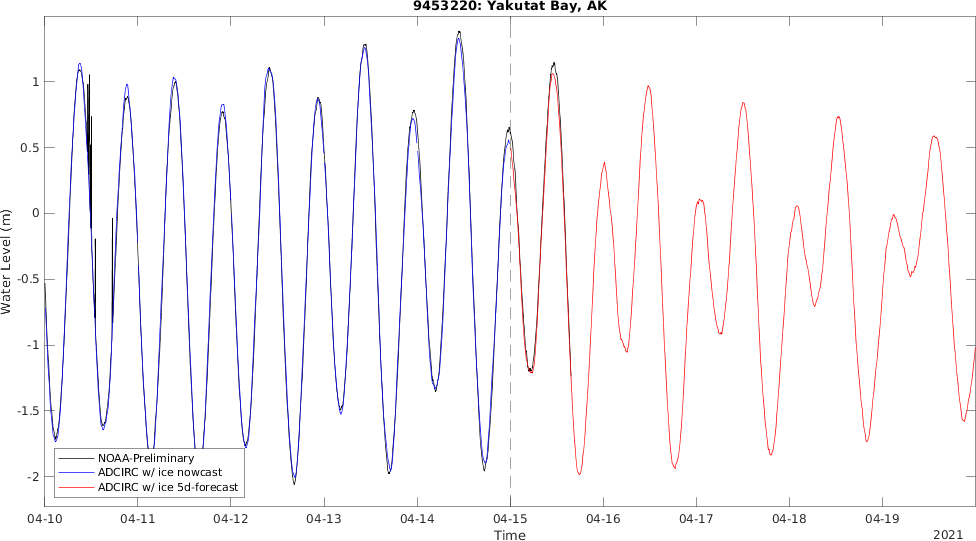 9453220: Yakutat Bay, AK
Water Level (m)
1
0.5
0
-0.5
-1
-1.5
-2
NOAA-Preliminary
ADCIRC w/ ice nowcast
ADCIRC w/ ice 5d-forecast
04-10 04-11 04-12 04-13 04-14 04-15 04-16 04-17 04-18 04-19
Time
2021